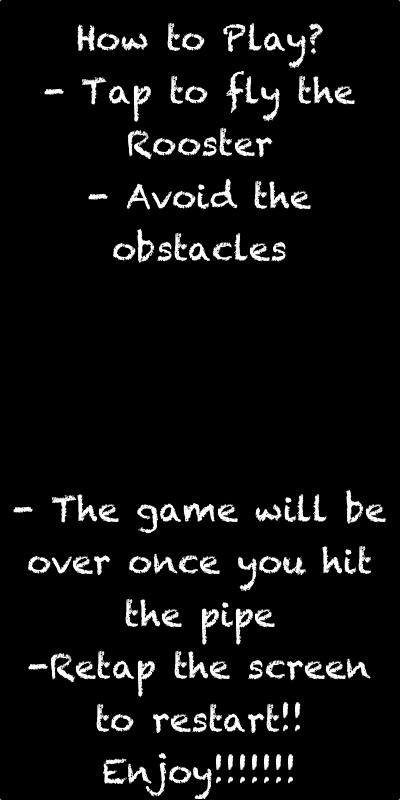 How to Play?
- Tap to fly the
Rooster
- Avoid the
obstacles
- The game will be
over once you hit
the pipe
-Retap the screen
to restart!!
Enjoy!!!!!!!